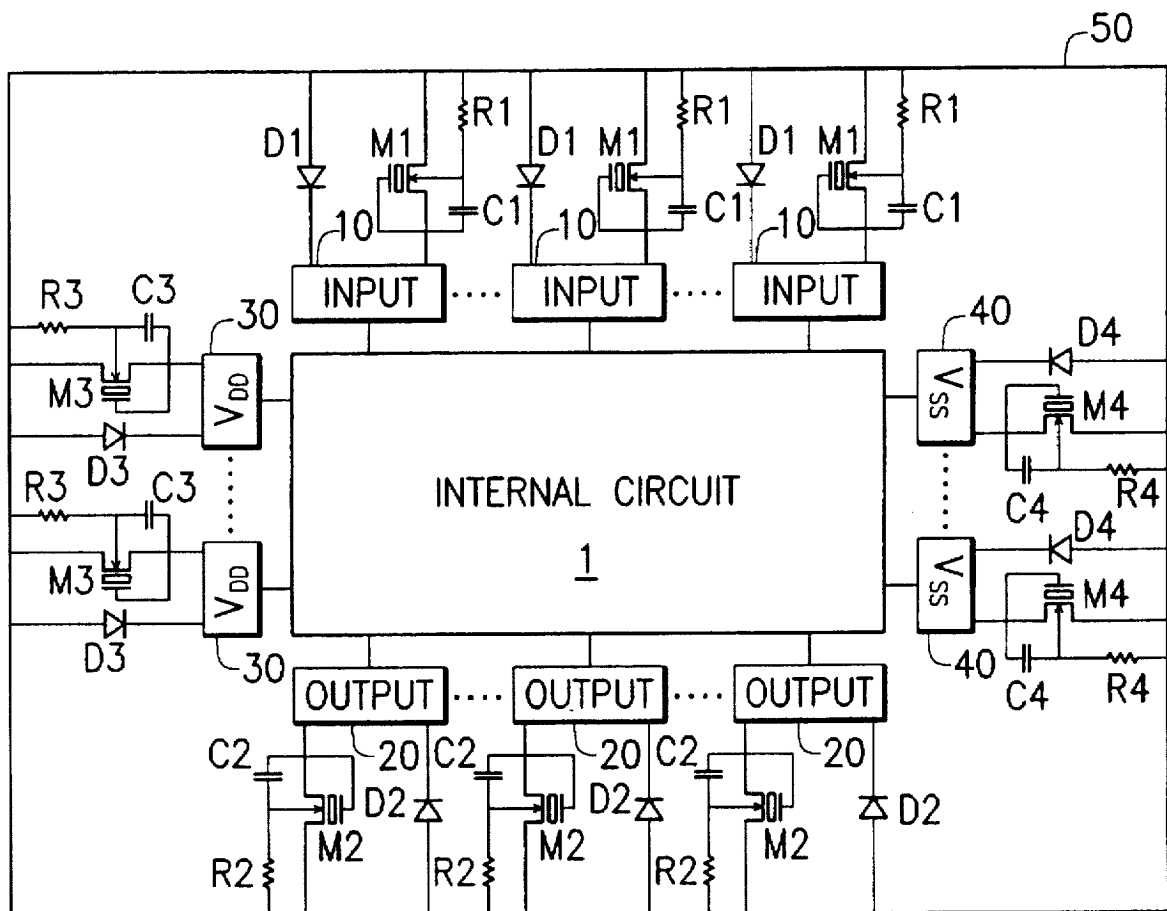 50
D1 M1 R1 D1 M1 R1 D1 M1 R1
C1 C1 C1
10 10 10
INPUT .... INPUT .... INPUT
R3 C3 30 40 D4
M3 VDD VSS M4
D3 C4 R4
R3 C3 INTERNAL CIRCUIT D4
1
M3 VDD VSS M4
D3 30 40 C4 R4
OUTPUT .... OUTPUT .... OUTPUT
C2 20 C2 20 C2 20
D2 D2 D2
M2 M2 M2
R2 R2 R2